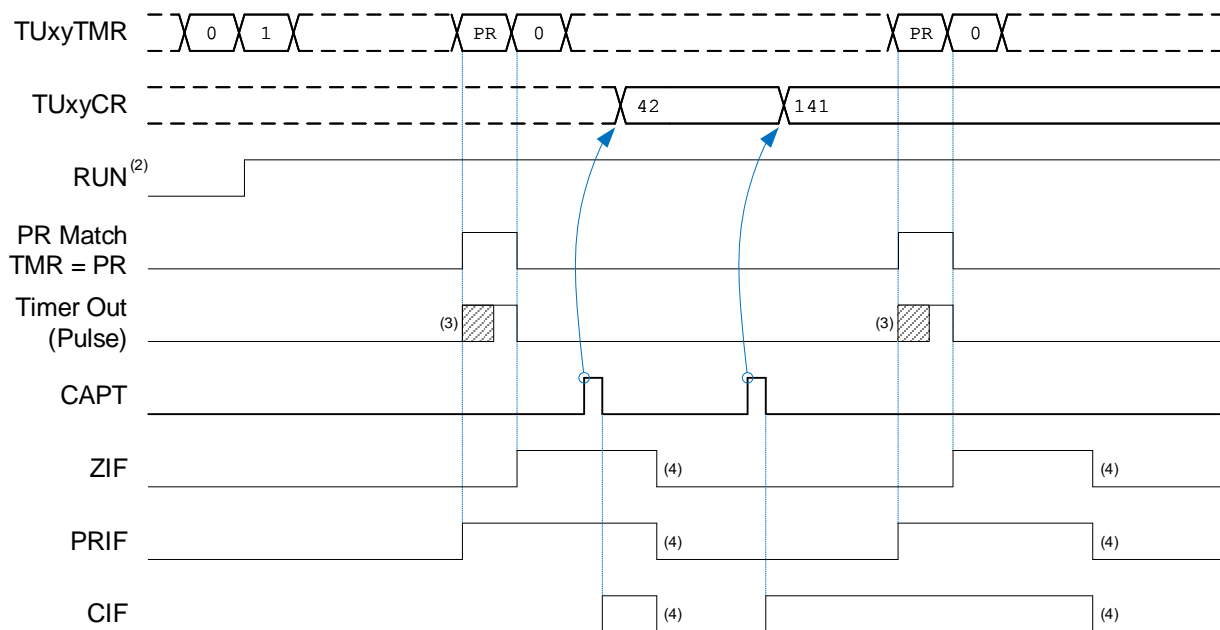 TUxyTMR 0 1 PR 0 PR 0
TUxyCR 42 141
RUN (2)
PR Match
TMR = PR
Timer Out
(Pulse) (3) (3)
CAPT
ZIF (4) (4)
PRIF (4) (4)
CIF (4) (4)